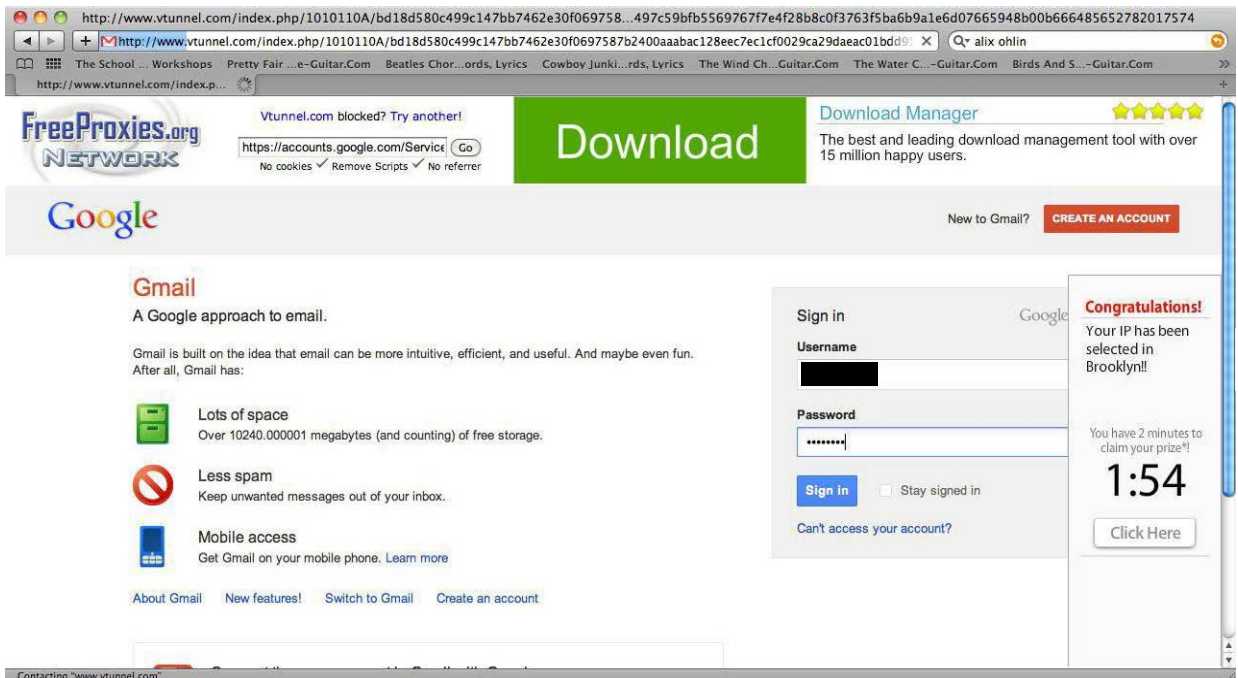 http://www.vtunnel.com/index.php/1010110A/bd18d580c499c147bb7462e30f069758...497c59bfb5569767f7e4f28b8c0f3763f5ba6b9a1e6d07665948b00b666485652782017574
http://www.vtunnel.com/index.php/1010110A/bd18d580c499c147bb7462e30f0697587b2400aaabac128eec7ec1cf0029ca29daeac01bdd9
alix ohlin
The School ... Workshops Pretty Fair ...e-Guitar.Com Beatles Chor...ords, Lyrics Cowboy Junki...rds, Lyrics The Wind Ch...Guitar.Com The Water C...-Guitar.Com Birds And S...-Guitar.Com
http://www.vtunnel.com/index.p...
FreeProxies.org
NETWORK
Vtunnel.com blocked? Try another!
https://accounts.google.com/Service Go
No cookies Remove Scripts No referrer
Download
Download Manager
The best and leading download management tool with over
15 million happy users.
Google
New to Gmail? CREATE AN ACCOUNT
Gmail
A Google approach to email.
Gmail is built on the idea that email can be more intuitive, efficient, and useful. And maybe even fun.
After all, Gmail has:
Lots of space
Over 10240.000001 megabytes (and counting) of free storage.
Less spam
Keep unwanted messages out of your inbox.
Mobile access
Get Gmail on your mobile phone. Learn more
About Gmail New features! Switch to Gmail Create an account
Sign in Google
Username
Password
Sign in Stay signed in
Can't access your account?
Congratulations!
Your IP has been
selected in
Brooklyn!!
You have 2 minutes to
claim your prize*!
1:54
Click Here
Contacting "www.vtunnel.com"